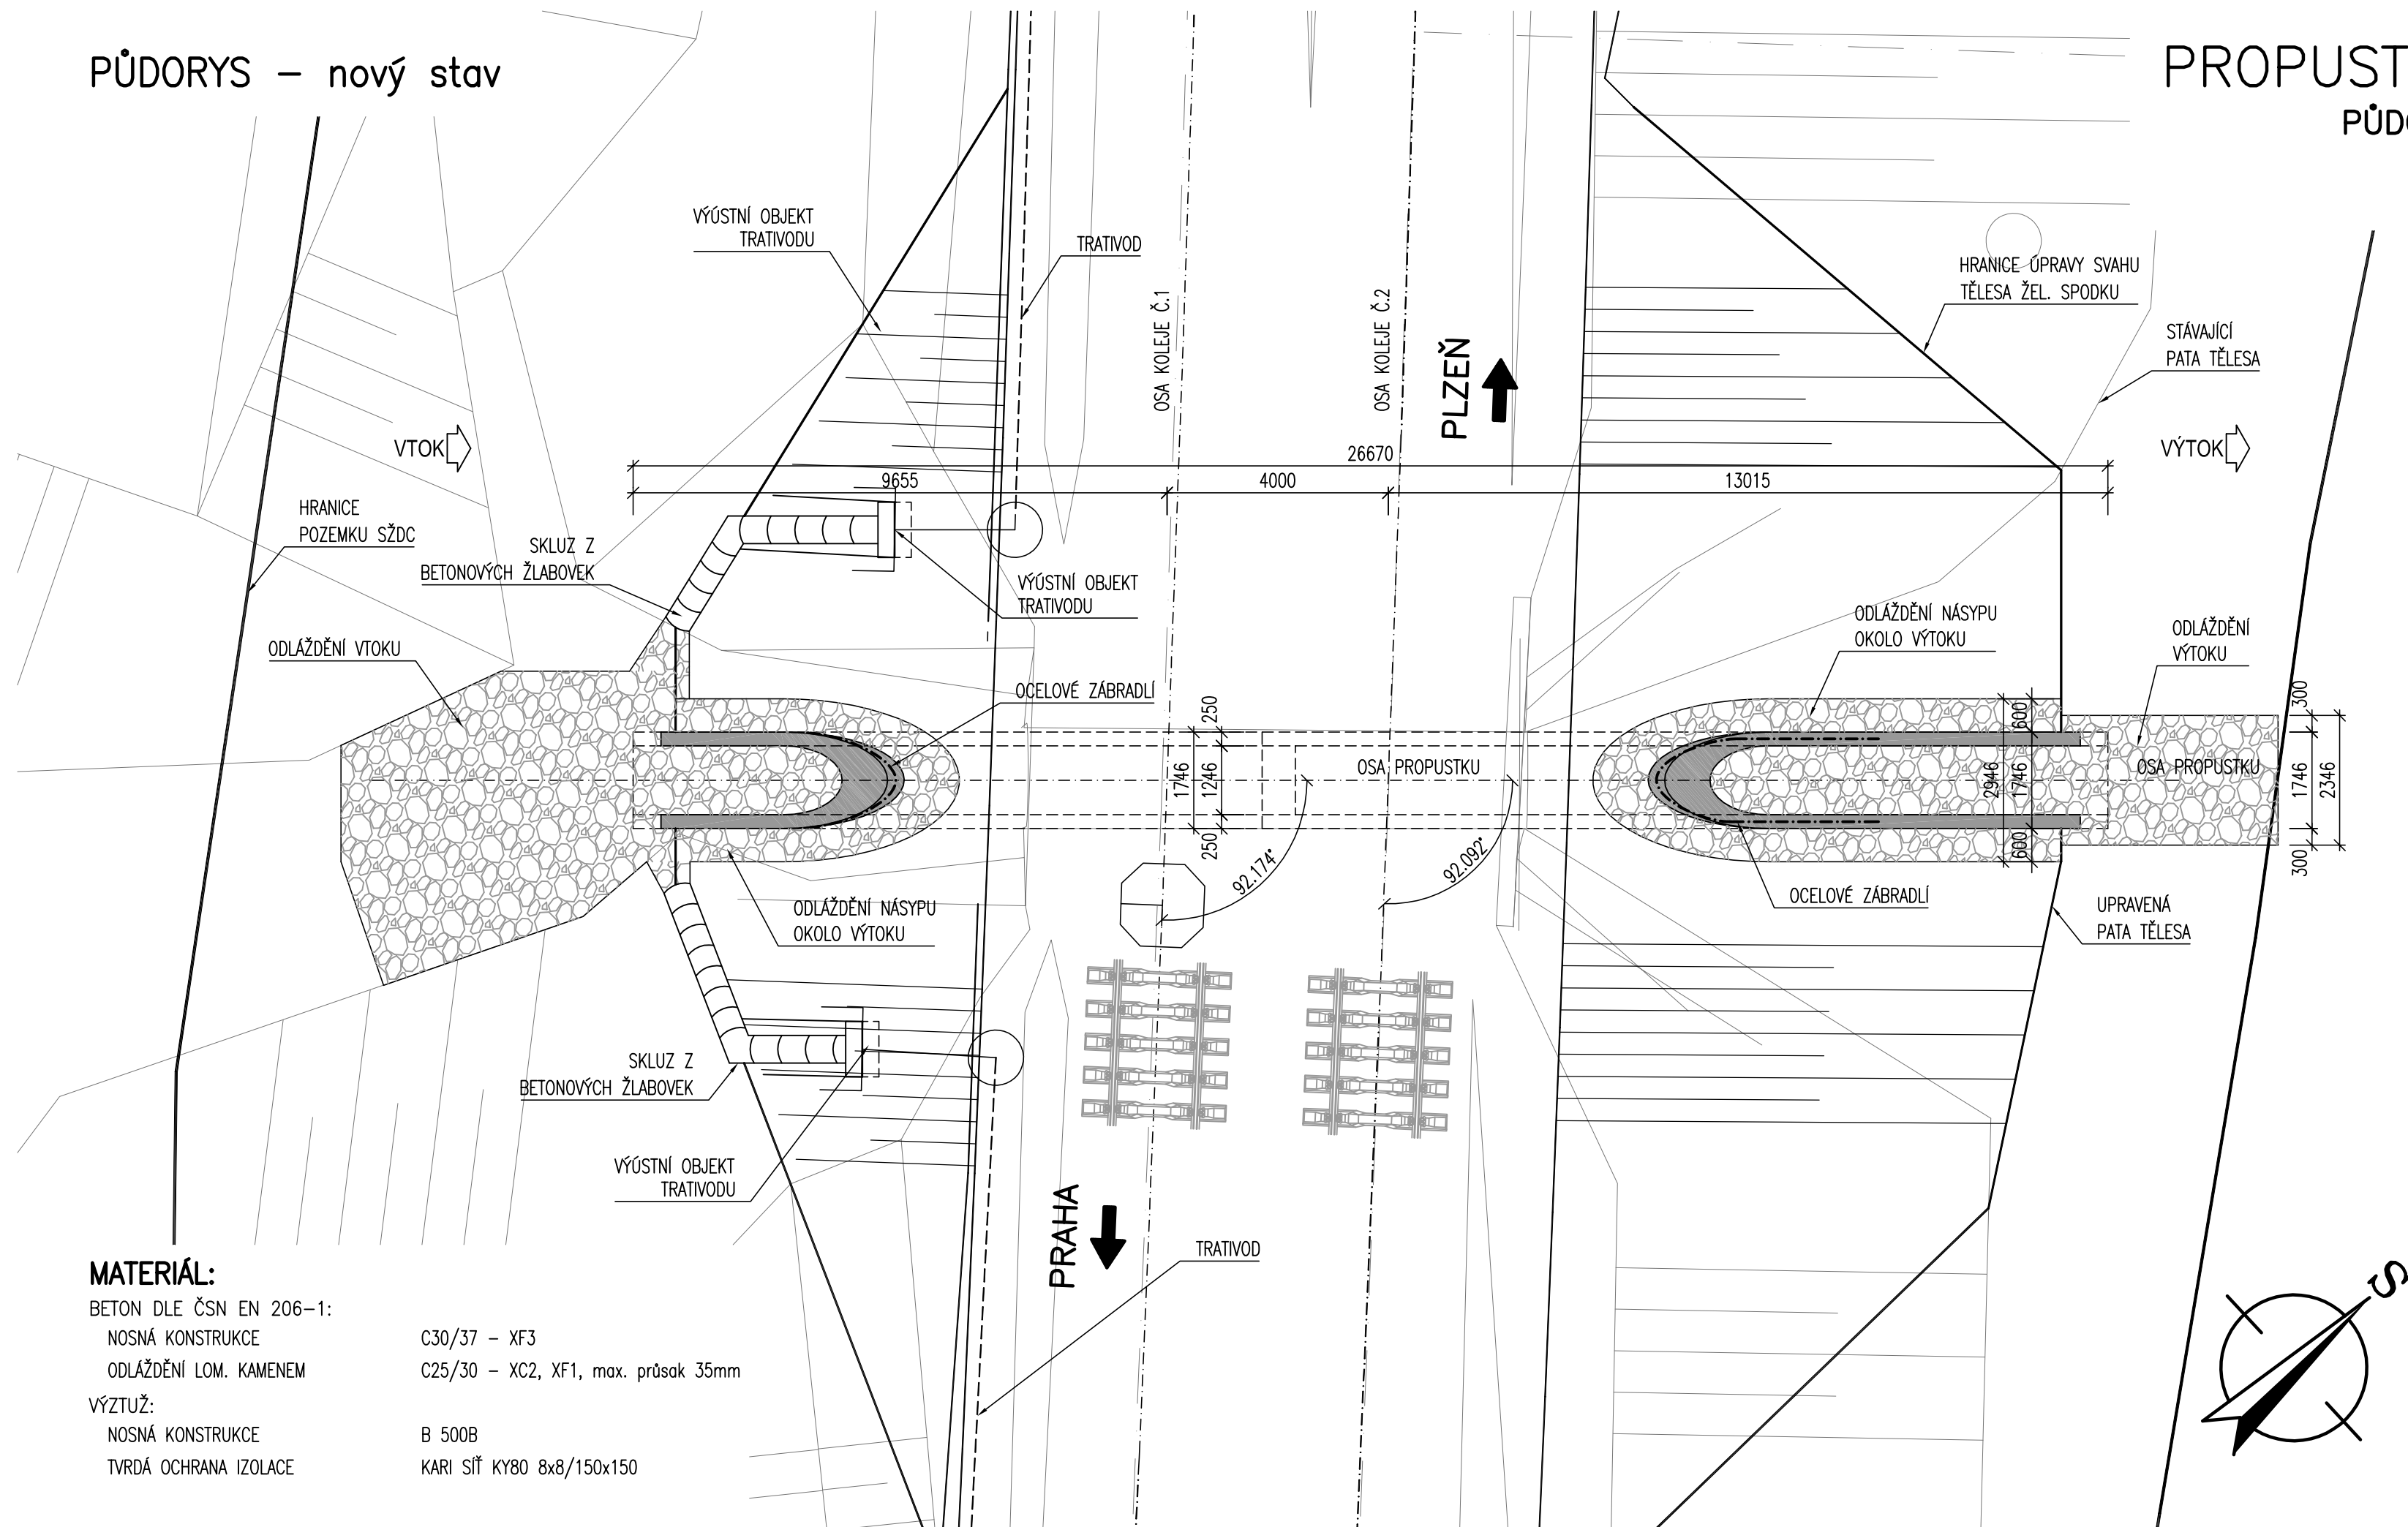 PŮDORYS – nový stav
PROPUST
PŮDO
VÝÚSTNÍ OBJEKT
TRATIVODU
TRATIVOD
OSA KOLEJE Č.1
OSA KOLEJE Č.2
PLZEŇ
HRANICE ÚPRAVY SVAHU
TĚLESA ŽEL. SPODKU
STÁVAJÍCÍ
PATA TĚLESA
VTOK
VÝTOK
26670
9655
4000
13015
HRANICE
POZEMKU SŽDC
SKLUZ Z
BETONOVÝCH ŽLABOVEK
VÝÚSTNÍ OBJEKT
TRATIVODU
ODLÁŽDĚNÍ NÁSYPU
OKOLO VÝTOKU
ODLÁŽDĚNÍ
VÝTOKU
ODLÁŽDĚNÍ VTOKU
OCELOVÉ ZÁBRADLÍ
250
1746
1246
250
OSA PROPUSTKU
OSA PROPUSTKU
600
2946
1746
600
300
1746
2346
300
92.174°
92.092°
OCELOVÉ ZÁBRADLÍ
ODLÁŽDĚNÍ NÁSYPU
OKOLO VÝTOKU
UPRAVENÁ
PATA TĚLESA
SKLUZ Z
BETONOVÝCH ŽLABOVEK
VÝÚSTNÍ OBJEKT
TRATIVODU
PRAHA
TRATIVOD
S
MATERIÁL:
BETON DLE ČSN EN 206–1:
NOSNÁ KONSTRUKCE C30/37 – XF3
ODLÁŽDĚNÍ LOM. KAMENEM C25/30 – XC2, XF1, max. průsak 35mm
VÝZTUŽ:
NOSNÁ KONSTRUKCE B 500B
TVRDÁ OCHRANA IZOLACE KARI SÍŤ KY80 8x8/150x150